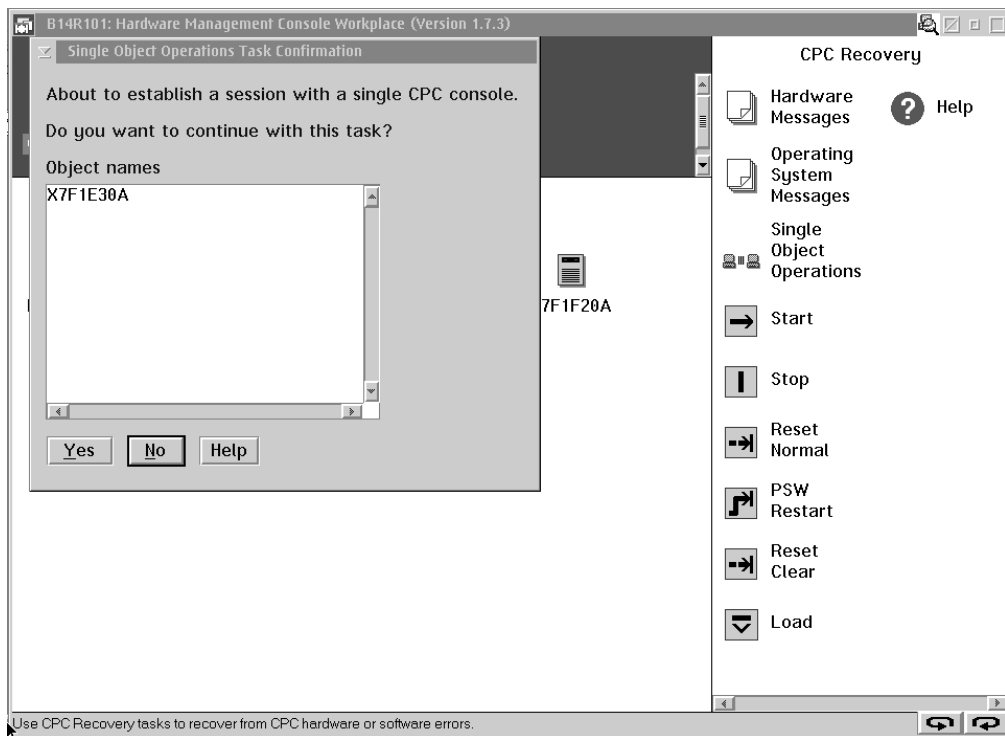 B14R101: Hardware Management Console Workplace (Version 1.7.3)
Single Object Operations Task Confirmation
About to establish a session with a single CPC console.
Do you want to continue with this task?
Object names
X7F1E30A
Yes
No
Help
7F1F20A
CPC Recovery
Hardware
Messages
Help
Operating
System
Messages
Single
Object
Operations
Start
Stop
Reset
Normal
PSW
Restart
Reset
Clear
Load
Use CPC Recovery tasks to recover from CPC hardware or software errors.